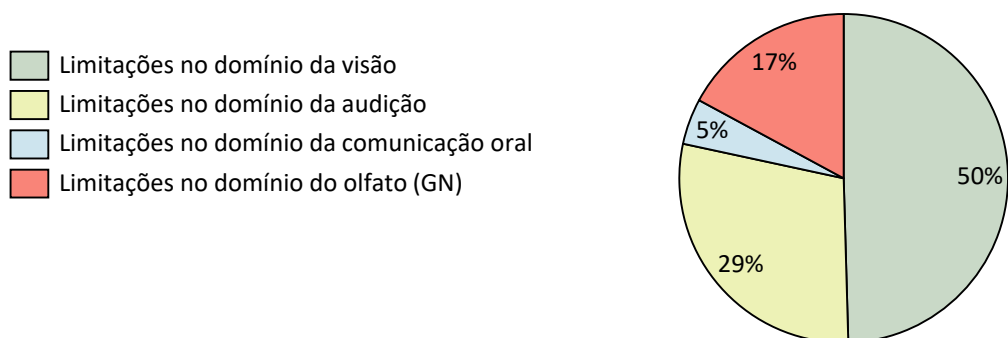 Limitações no domínio da visão
Limitações no domínio da audição
Limitações no domínio da comunicação oral
Limitações no domínio do olfato (GN)
17%
5%
50%
29%